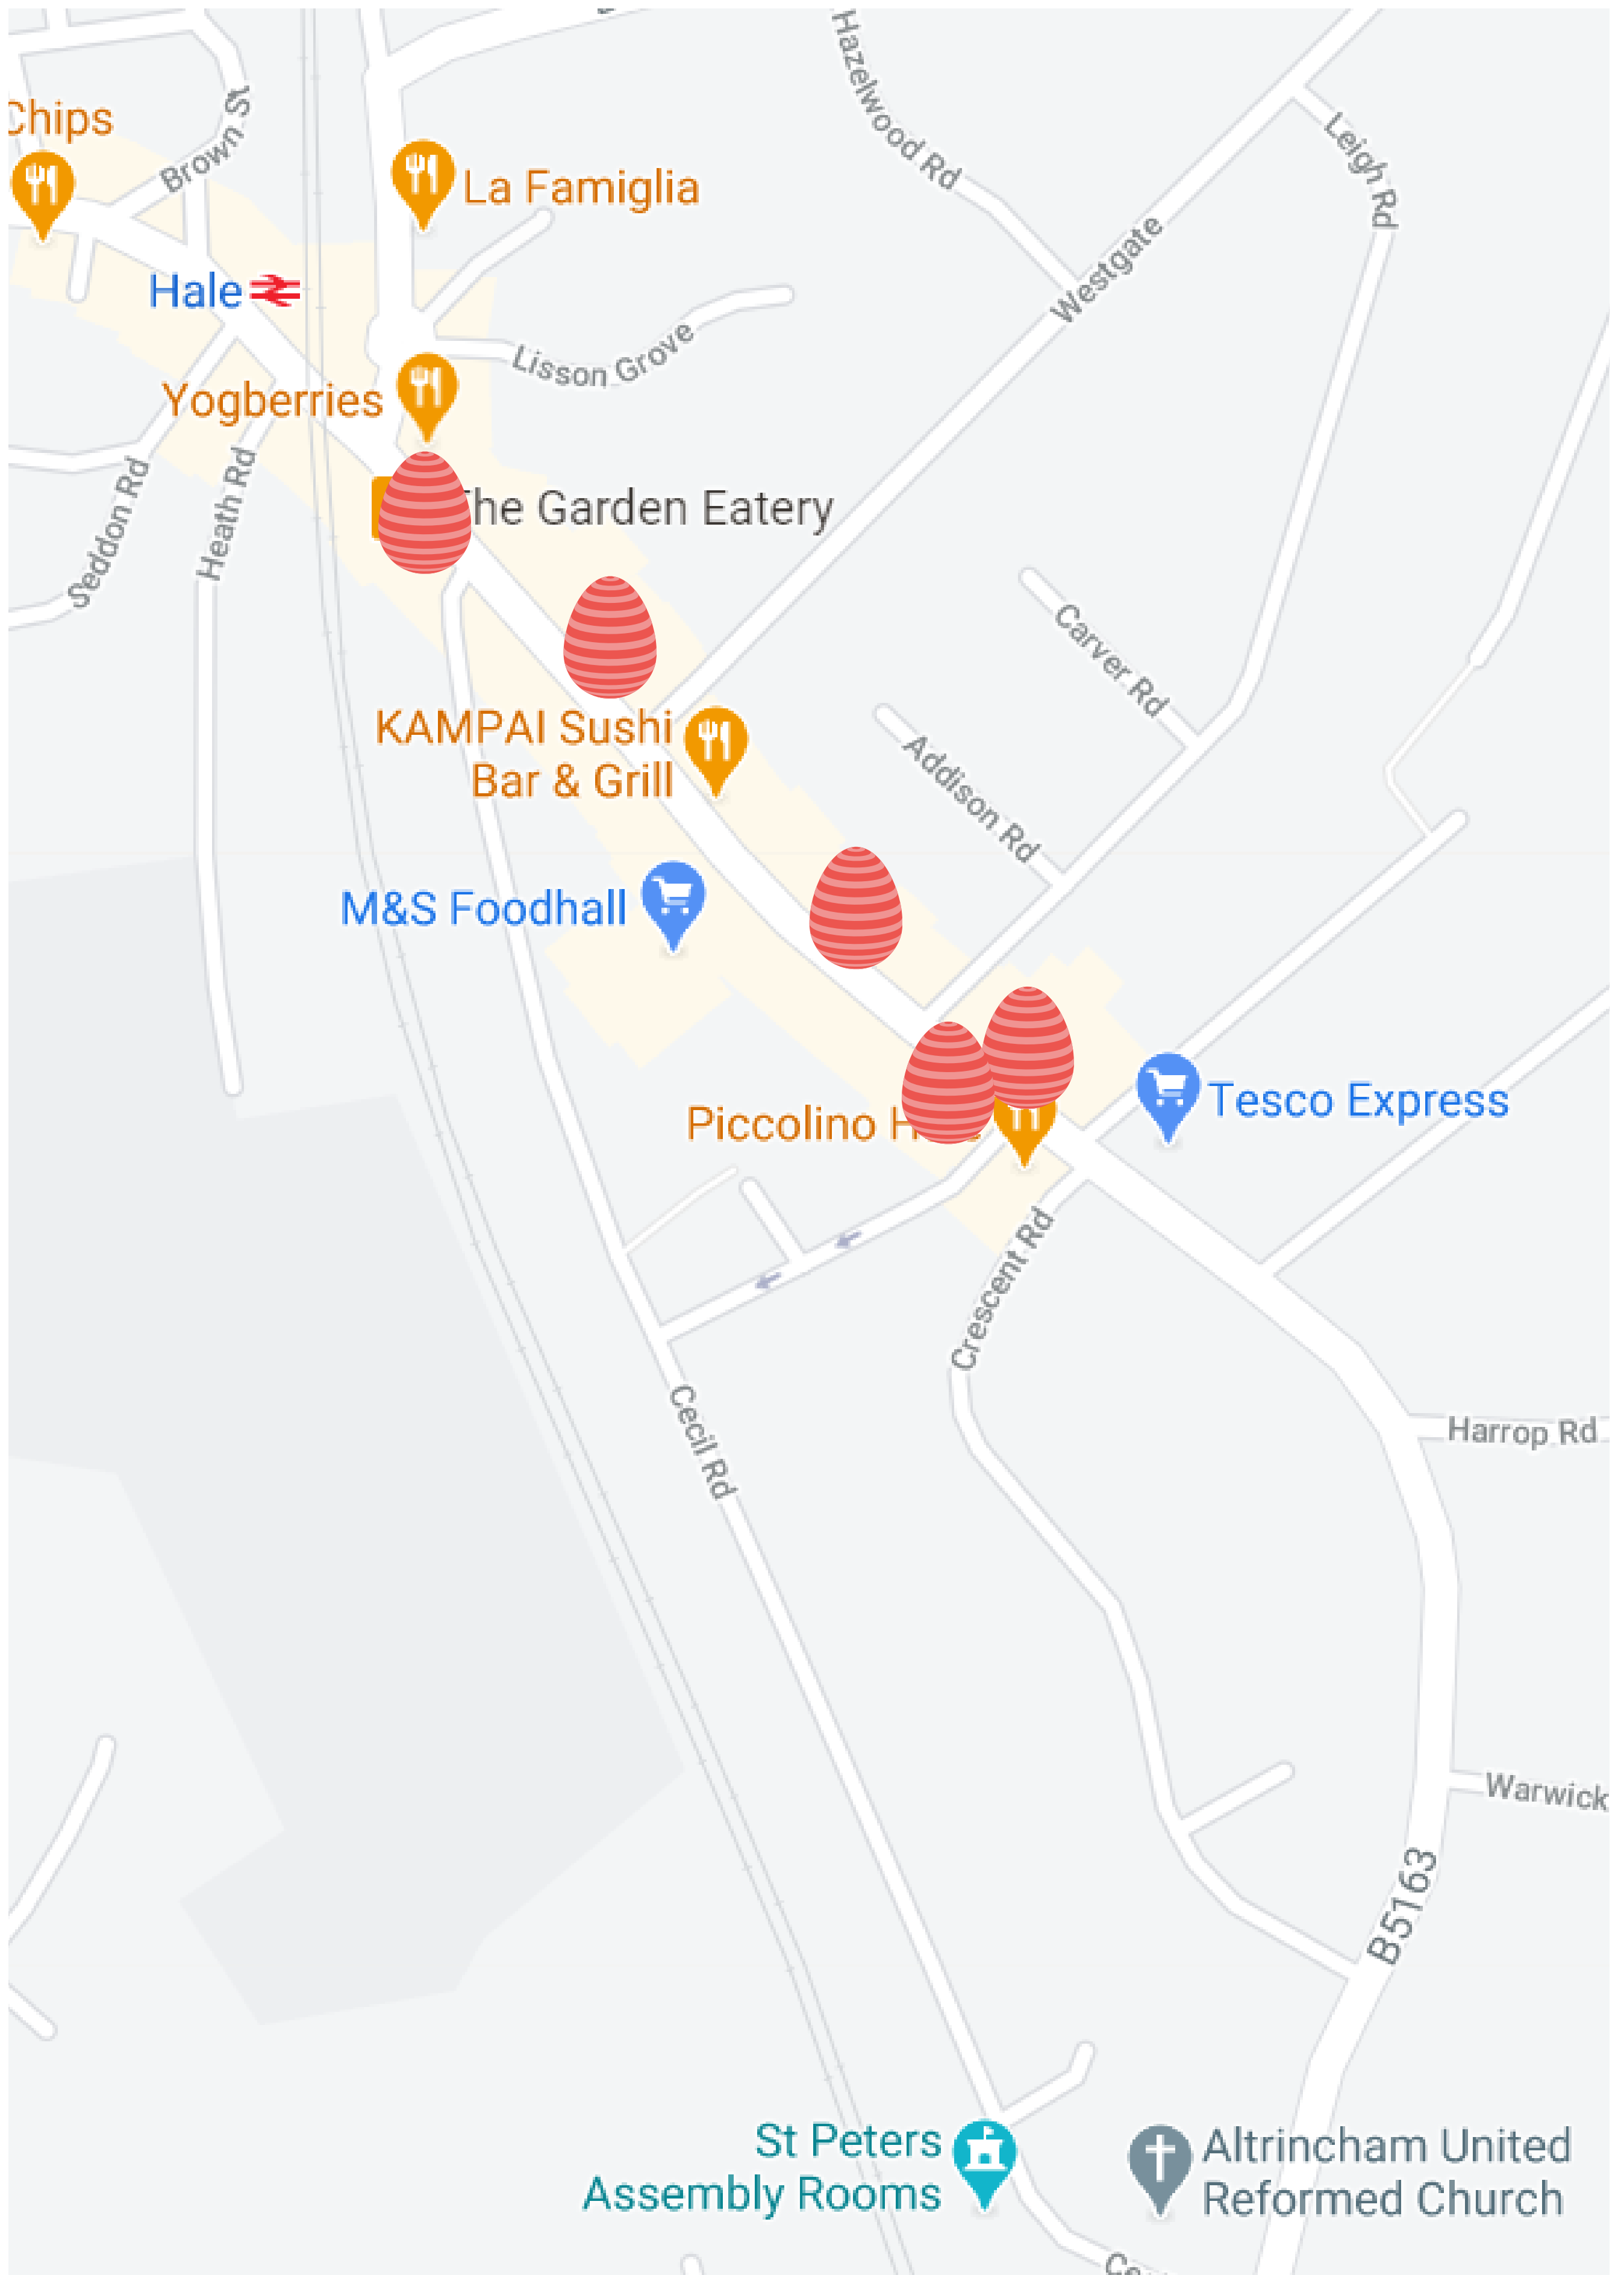 Chips
Brown St
La Famiglia
Hazelwood Rd
Leigh Rd
Westgate
Hale
Lisson Grove
Yogberries
Seddon Rd
Heath Rd
The Garden Eatery
Carver Rd
KAMPAI Sushi
Bar & Grill
Addison Rd
M&S Foodhall
Piccolino
Tesco Express
Crescent Rd
Cecil Rd
Harrop Rd
Warwick
B5163
St Peters
Assembly Rooms
Altrincham United
Reformed Church